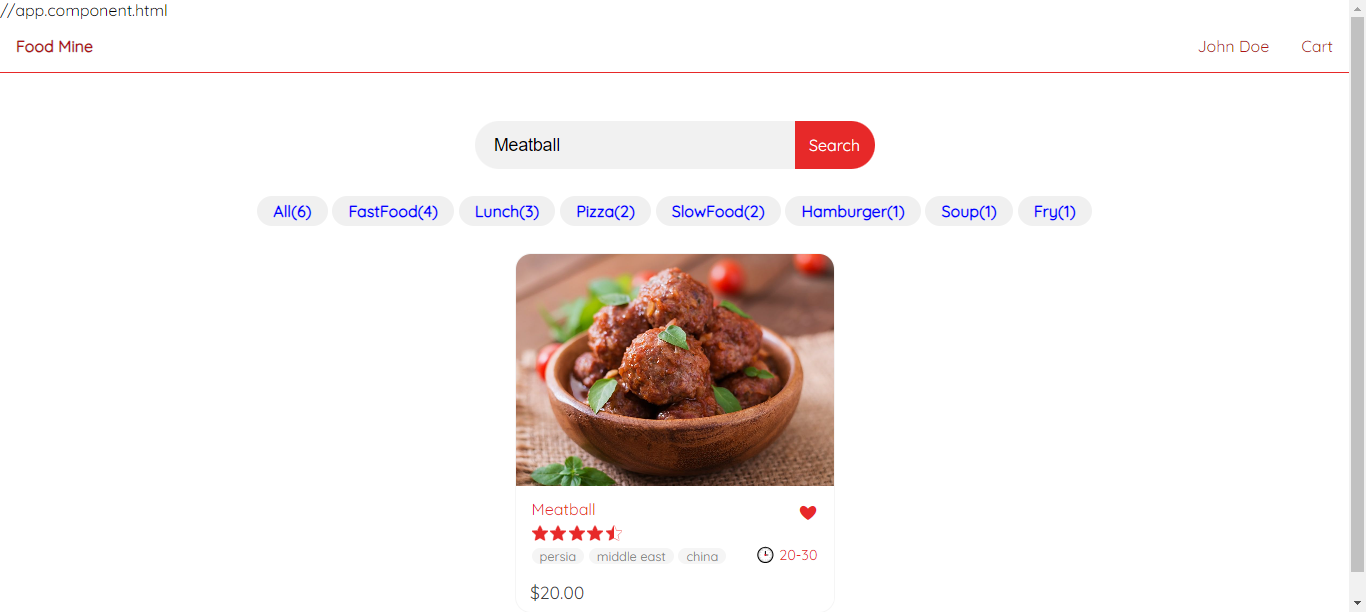 //app.component.html
Food Mine John Doe Cart
Meatball Search
All(6) FastFood(4) Lunch(3) Pizza(2) SlowFood(2) Hamburger(1) Soup(1) Fry(1)
Meatball
persia middle east china 20-30
$20.00